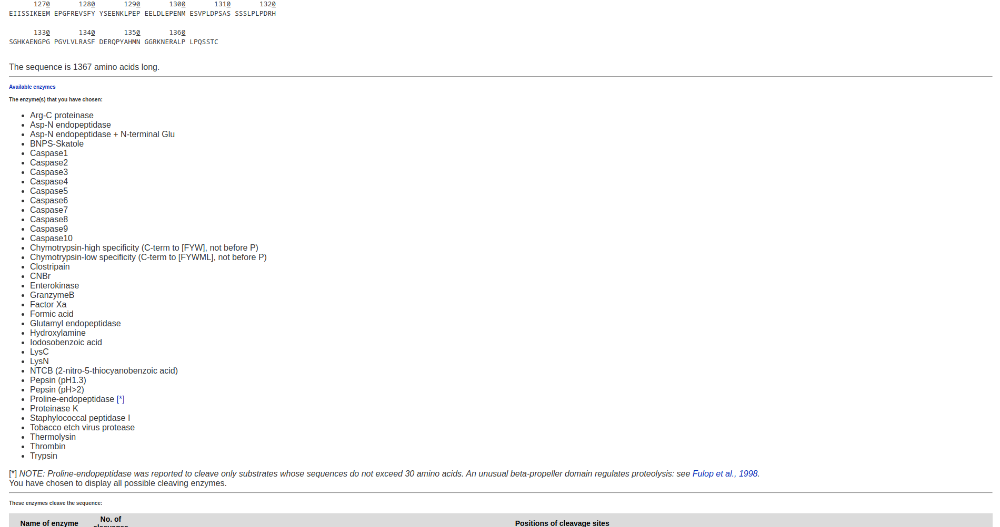 1270 1280 1290 1300 1310 1320
EIISSIKEEM EPGFREVSFY YSEENKLPEP EELDLEPENM ESVPLDPSAS SSSLPLPDRH
1330 1340 1350 1360
SGHKAENGPG PGVLVLRASF DERQPYAHMN GGRKNERALP LPQSSTC
The sequence is 1367 amino acids long.
Available enzymes
The enzyme(s) that you have chosen:
• Arg-C proteinase
• Asp-N endopeptidase
• Asp-N endopeptidase + N-terminal Glu
• BNPS-Skatole
• Caspase1
• Caspase2
• Caspase3
• Caspase4
• Caspase5
• Caspase6
• Caspase7
• Caspase8
• Caspase9
• Caspase10
• Chymotrypsin-high specificity (C-term to [FYW], not before P)
• Chymotrypsin-low specificity (C-term to [FYWML], not before P)
• Clostripain
• CNBr
• Enterokinase
• GranzymeB
• Factor Xa
• Formic acid
• Glutamyl endopeptidase
• Hydroxylamine
• Iodosobenzoic acid
• LysC
• LysN
• NTCB (2-nitro-5-thiocyanobenzoic acid)
• Pepsin (pH1.3)
• Pepsin (pH>2)
• Proline-endopeptidase [*]
• Proteinase K
• Staphylococcal peptidase I
• Tobacco etch virus protease
• Thermolysin
• Thrombin
• Trypsin
[*] NOTE: Proline-endopeptidase was reported to cleave only substrates whose sequences do not exceed 30 amino acids. An unusual beta-propeller domain regulates proteolysis: see Fulop et al., 1998.
You have chosen to display all possible cleaving enzymes.
These enzymes cleave the sequence:
Name of enzyme No. of cleavages Positions of cleavage sites